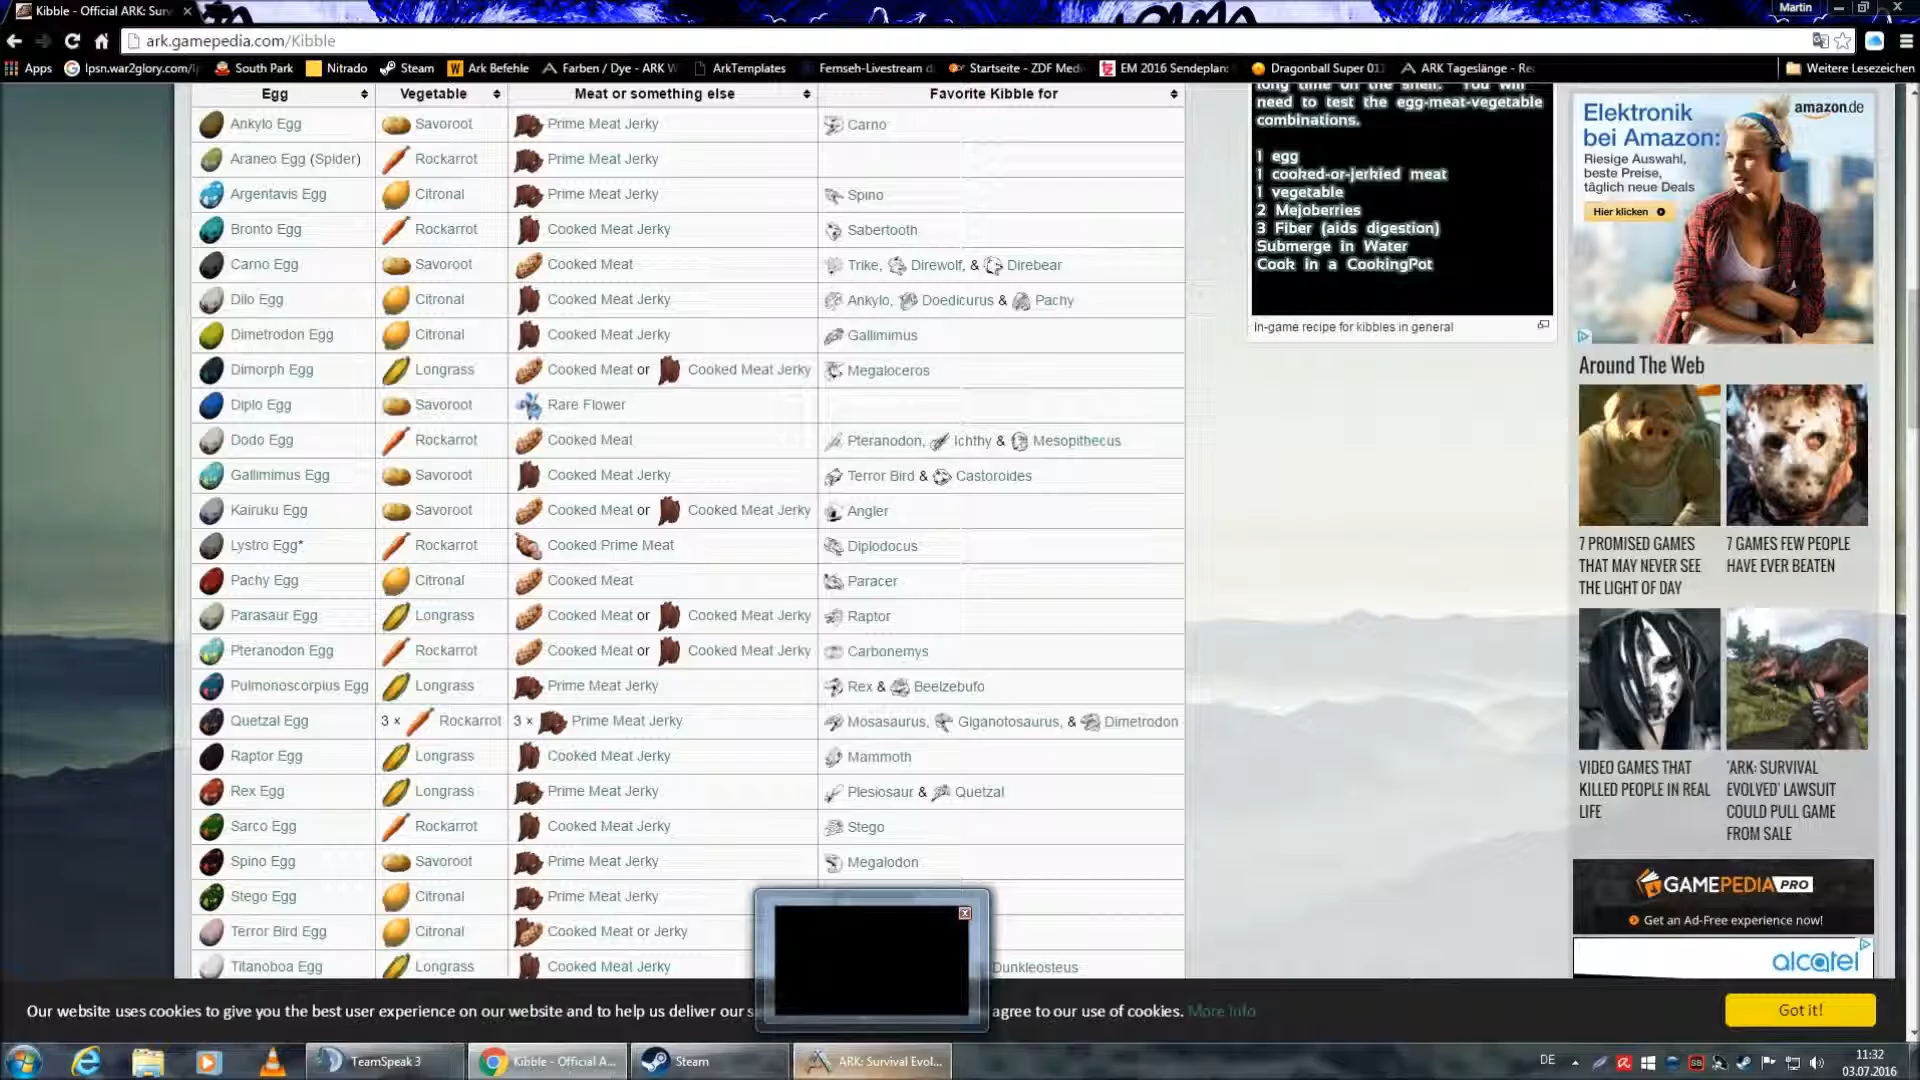 Kibble - Official ARK: Surv
Martin
ark.gamepedia.com/Kibble
Apps
lpsn.war2glory.com/
South Park
Nitrado
Steam
Ark Befehle
Farben / Dye - ARK W
ArkTemplates
Fernseh-Livestream d
Startseite - ZDF Med
EM 2016 Sendeplan:
Dragonball Super 01
ARK Tageslänge - Re
Weitere Lesezeichen
Egg Vegetable Meat or something else Favorite Kibble for
Ankylo Egg Savoroot Prime Meat Jerky Carno
Araneo Egg (Spider) Rockarrot Prime Meat Jerky
Argentavis Egg Citronal Prime Meat Jerky Spino
Bronto Egg Rockarrot Cooked Meat Jerky Sabertooth
Carno Egg Savoroot Cooked Meat Trike, Direwolf, & Direbear
Dilo Egg Citronal Cooked Meat Jerky Ankylo, Doedicurus & Pachy
Dimetrodon Egg Citronal Cooked Meat Jerky Gallimimus
Dimorph Egg Longrass Cooked Meat or Cooked Meat Jerky Megaloceros
Diplo Egg Savoroot Rare Flower
Dodo Egg Rockarrot Cooked Meat Pteranodon, Ichthy & Mesopithecus
Gallimimus Egg Savoroot Cooked Meat Jerky Terror Bird & Castoroides
Kairuku Egg Savoroot Cooked Meat or Cooked Meat Jerky Angler
Lystro Egg* Rockarrot Cooked Prime Meat Diplodocus
Pachy Egg Citronal Cooked Meat Paracer
Parasaur Egg Longrass Cooked Meat or Cooked Meat Jerky Raptor
Pteranodon Egg Rockarrot Cooked Meat or Cooked Meat Jerky Carbonemys
Pulmonoscorpius Egg Longrass Prime Meat Jerky Rex & Beelzebufo
Quetzal Egg 3 × Rockarrot 3 × Prime Meat Jerky Mosasaurus, Giganotosaurus, & Dimetrodon
Raptor Egg Longrass Cooked Meat Jerky Mammoth
Rex Egg Longrass Prime Meat Jerky Plesiosaur & Quetzal
Sarco Egg Rockarrot Cooked Meat Jerky Stego
Spino Egg Savoroot Prime Meat Jerky Megalodon
Stego Egg Citronal Prime Meat Jerky
Terror Bird Egg Citronal Cooked Meat or Jerky
Titanoboa Egg Longrass Cooked Meat Jerky Dunkleosteus
long time on the shelf. You will
need to test the egg-meat-vegetable
combinations.
1 egg
1 cooked-or-jerkied meat
1 vegetable
2 Mejoberries
3 Fiber (aids digestion)
Submerge in Water
Cook in a CookingPot
In-game recipe for kibbles in general
Elektronik
bei Amazon:
Riesige Auswahl,
beste Preise,
täglich neue Deals
Hier klicken
amazon.de
Around The Web
7 PROMISED GAMES
THAT MAY NEVER SEE
THE LIGHT OF DAY
7 GAMES FEW PEOPLE
HAVE EVER BEATEN
VIDEO GAMES THAT
KILLED PEOPLE IN REAL
LIFE
'ARK: SURVIVAL
EVOLVED' LAWSUIT
COULD PULL GAME
FROM SALE
GAMEPEDIA PRO
Get an Ad-Free experience now!
alcatel
Our website uses cookies to give you the best user experience on our website and to help us deliver our s
agree to our use of cookies. More Info
Got it!
TeamSpeak 3
Kibble - Official A...
Steam
ARK: Survival Evol...
DE
11:32
03.07.2016